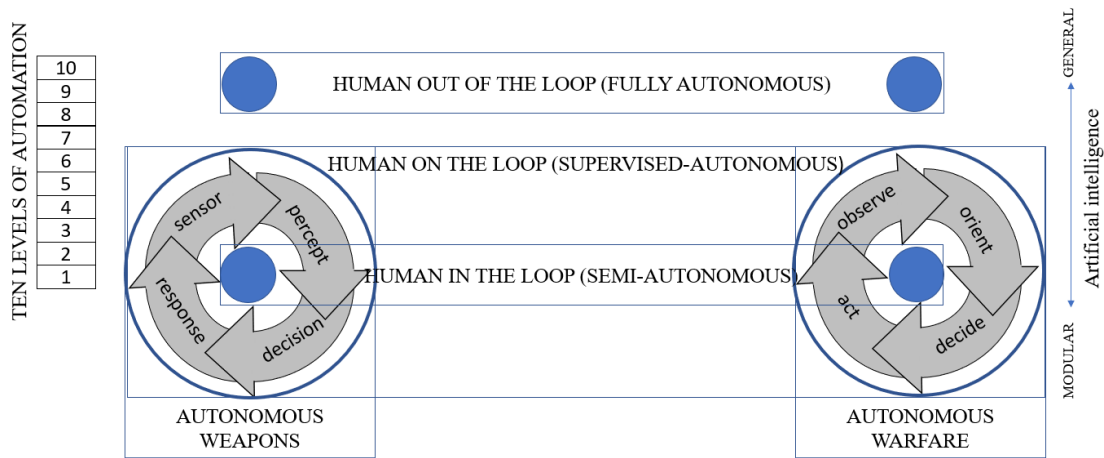 TEN LEVELS OF AUTOMATION
10
9
8
7
6
5
4
3
2
1
HUMAN OUT OF THE LOOP (FULLY AUTONOMOUS)
HUMAN ON THE LOOP (SUPERVISED-AUTONOMOUS)
HUMAN IN THE LOOP (SEMI-AUTONOMOUS)
sensor
percept
decision
response
AUTONOMOUS
WEAPONS
observe
orient
decide
act
AUTONOMOUS
WARFARE
GENERAL
MODULAR
Artificial intelligence